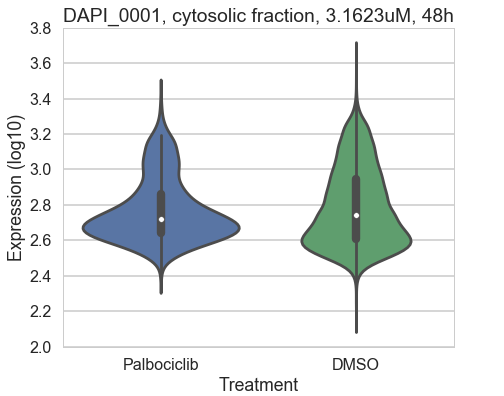 DAPI_0001, cytosolic fraction, 3.1623uM, 48h
Expression (log10)
3.8
3.6
3.4
3.2
3.0
2.8
2.6
2.4
2.2
2.0
Palbociclib DMSO
Treatment